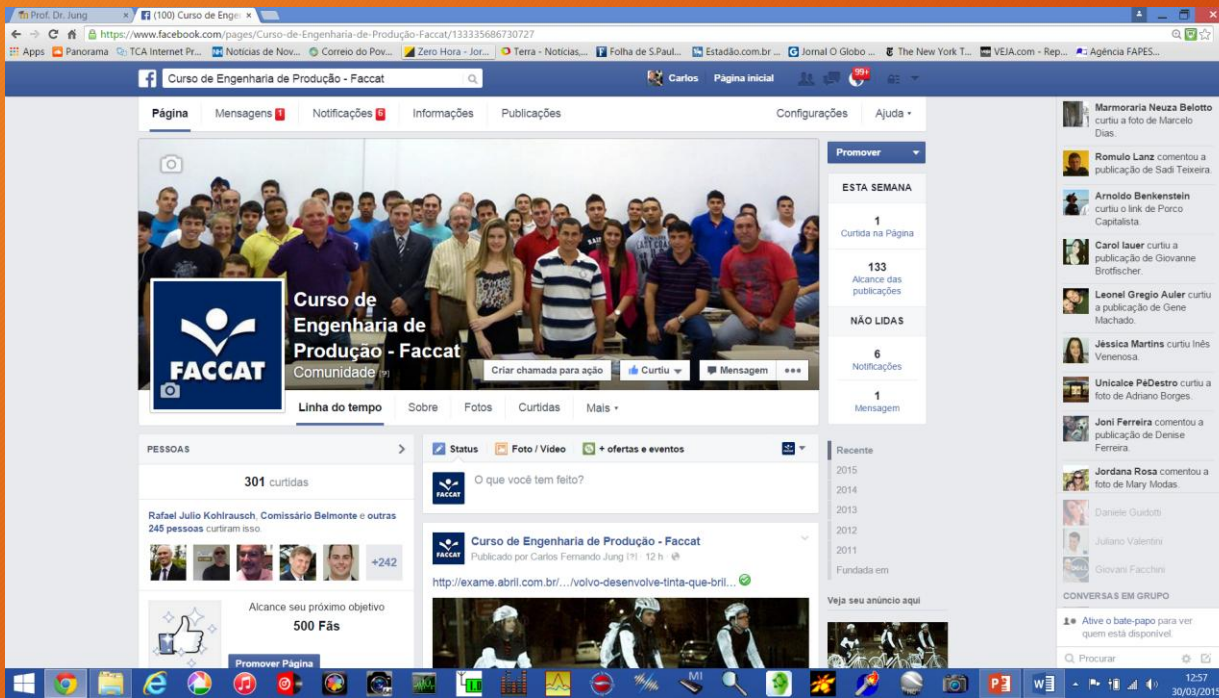 Prof. Dr. Jung
(100) Curso de Enger
https://www.facebook.com/pages/Curso-de-Engenharia-de-Produção-Faccat/133335686730727
Apps Panorama TCA Internet Pr... Notícias de Nov... Correio do Pov... Zero Hora - Jor... Terra - Notícias,... Folha de S.Paul... Estadão.com.br ... Jornal O Globo ... The New York T... VEJA.com - Rep... Agência FAPES...
Curso de Engenharia de Produção - Faccat
Carlos Página inicial 99+
Página Mensagens 1 Notificações 6 Informações Publicações Configurações Ajuda
FACCAT
Curso de
Engenharia de
Produção - Faccat
Comunidade [?]
Criar chamada para ação Curtiu Mensagem
Linha do tempo Sobre Fotos Curtidas Mais
Promover
ESTA SEMANA
1
Curtida na Página
133
Alcance das
publicações
NÃO LIDAS
6
Notificações
1
Mensagem
PESSOAS
301 curtidas
Rafael Julio Kohlrausch, Comissário Belmonte e outras
245 pessoas curtiram isso.
+242
Alcance seu próximo objetivo
500 Fãs
Promover Página
Status Foto / Vídeo + ofertas e eventos
FACCAT
O que você tem feito?
FACCAT
Curso de Engenharia de Produção - Faccat
Publicado por Carlos Fernando Jung [?] · 12 h ·
http://exame.abril.com.br/.../volvo-desenvolve-tinta-que-bril...
Recente
2015
2014
2013
2012
2011
Fundada em
Veja seu anúncio aqui
Marmoraria Neuza Belotto
curtiu a foto de Marcelo
Dias.
Romulo Lanz comentou a
publicação de Sadi Teixeira.
Arnoldo Benkenstein
curtiu o link de Porco
Capitalista.
Carol Iauer curtiu a
publicação de Giovanne
Brotfischer.
Leonel Gregio Auler curtiu
a publicação de Gene
Machado.
Jéssica Martins curtiu Inês
Venenosa.
Unicalce PéDestro curtiu a
foto de Adriano Borges.
Joni Ferreira comentou a
publicação de Denise
Ferreira.
Jordana Rosa comentou a
foto de Mary Modas.
Daniele Guidotti
Juliano Valentini
Giovani Facchini
CONVERSAS EM GRUPO
Ative o bate-papo para ver
quem está disponível.
Procurar
MI
12:57